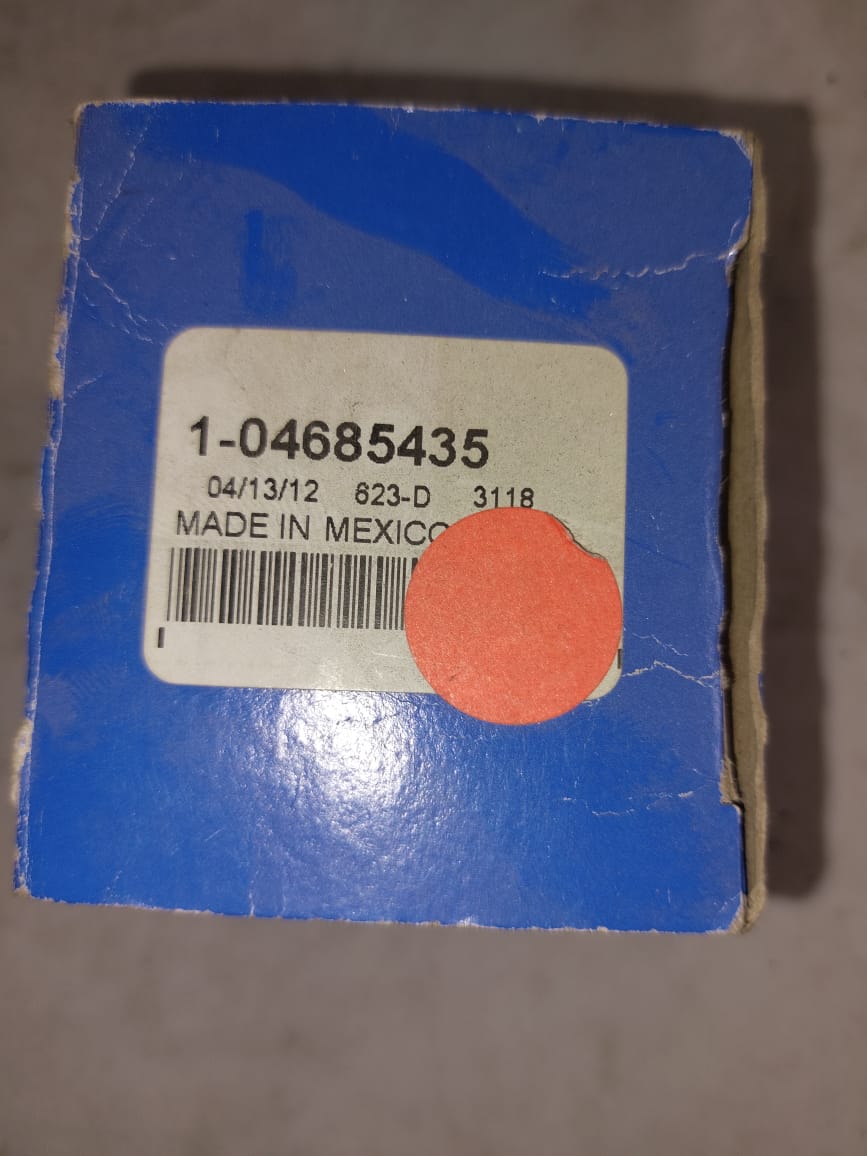 1-04685435
04/13/12 623-D 3118
MADE IN MEXICO